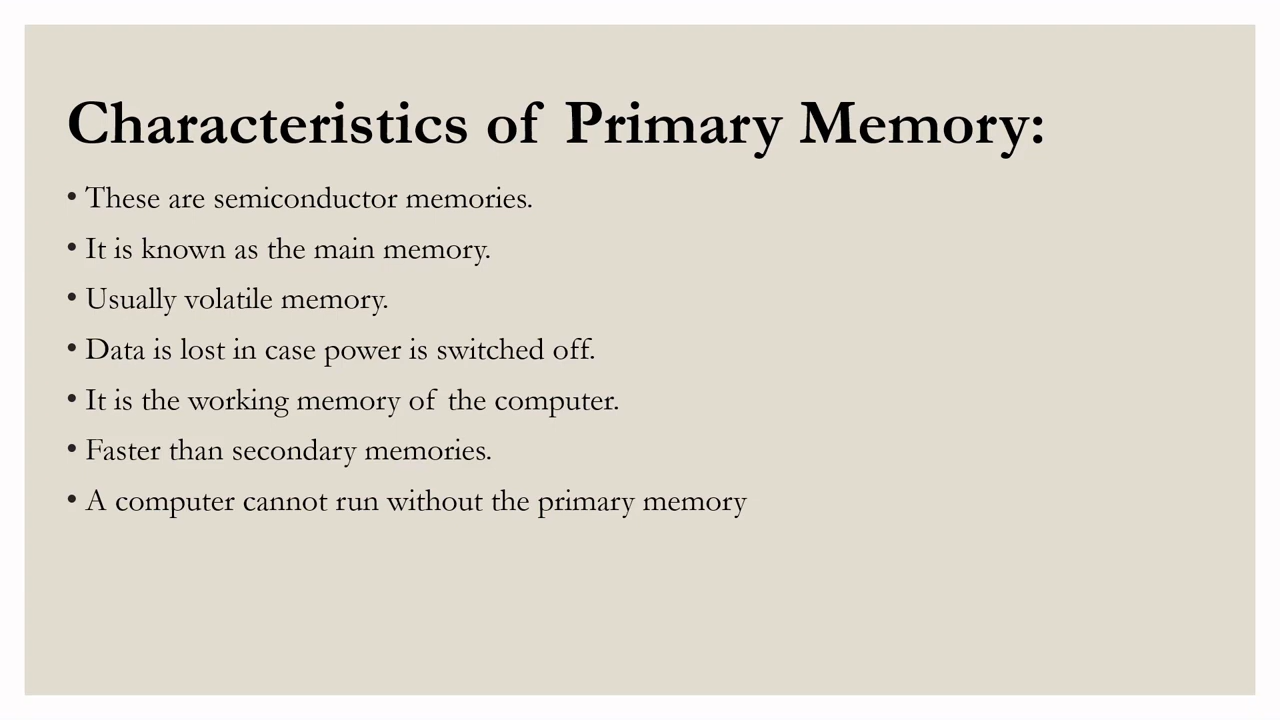 Characteristics of Primary Memory:
• These are semiconductor memories.
• It is known as the main memory.
• Usually volatile memory.
• Data is lost in case power is switched off.
• It is the working memory of the computer.
• Faster than secondary memories.
• A computer cannot run without the primary memory